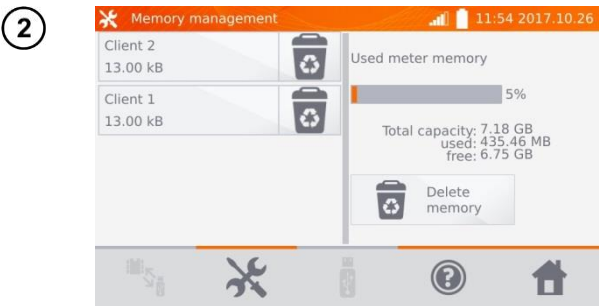 2
Memory management
11:54 2017.10.26
Client 2
13.00 kB
Client 1
13.00 kB
Used meter memory
5%
Total capacity: 7.18 GB
used: 435.46 MB
free: 6.75 GB
Delete
memory
?